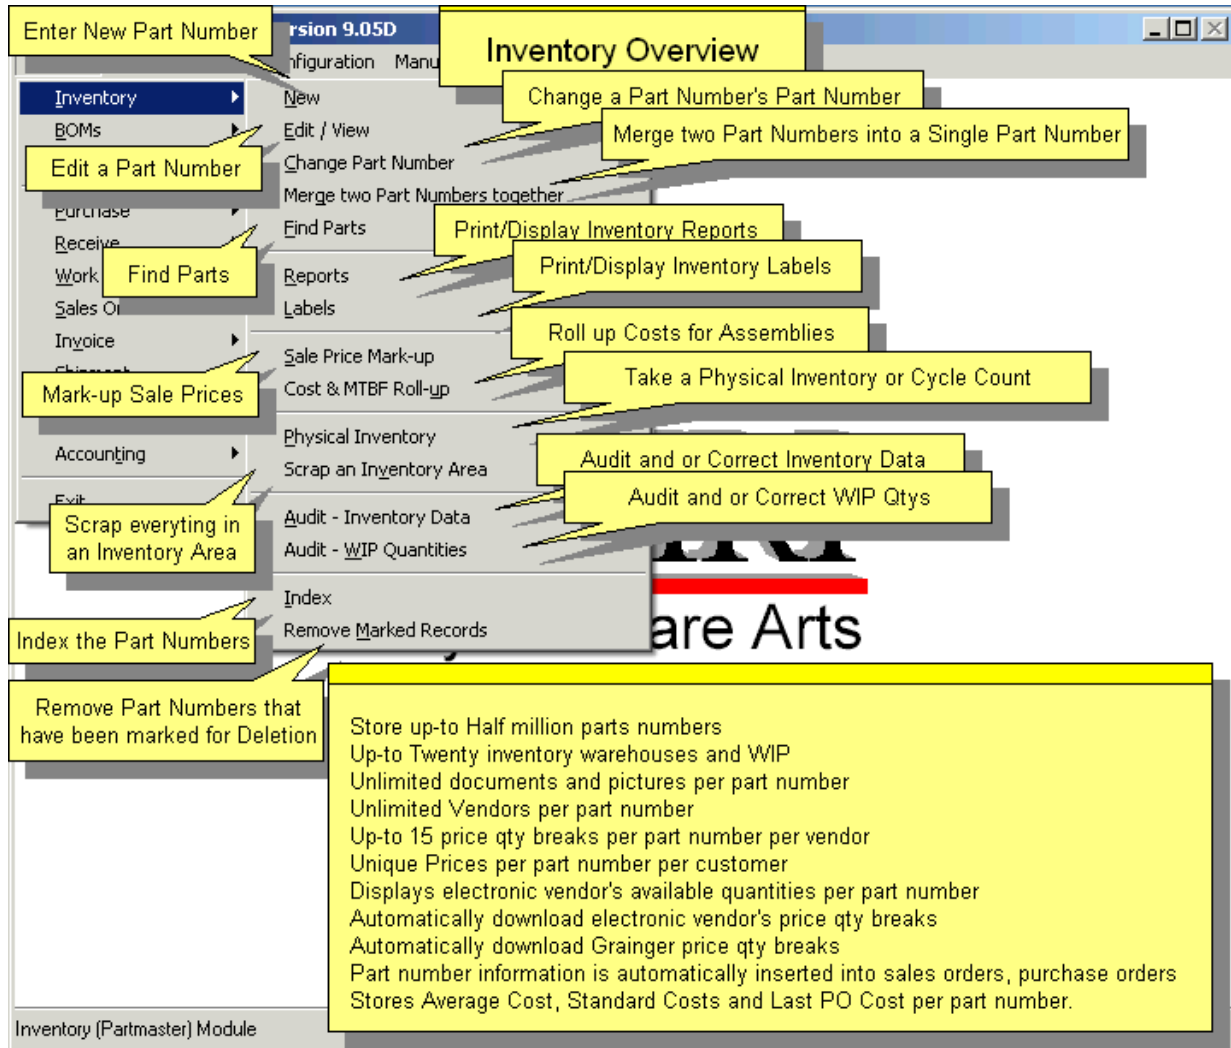 Enter New Part Number
rsion 9.05D
Inventory Overview
nfiguration Manu
Inventory
New
Change a Part Number's Part Number
BOMs
Edit / View
Merge two Part Numbers into a Single Part Number
Edit a Part Number
Change Part Number
Merge two Part Numbers together
Purchase
Find Parts
Print/Display Inventory Reports
Receive
Find Parts
Work
Reports
Print/Display Inventory Labels
Sales Or
Labels
Roll up Costs for Assemblies
Invoice
Sale Price Mark-up
Shipment
Mark-up Sale Prices
Cost & MTBF Roll-up
Take a Physical Inventory or Cycle Count
Physical Inventory
Accounting
Scrap an Inventory Area
Audit and or Correct Inventory Data
Exit
Scrap everyting in
an Inventory Area
Audit - Inventory Data
Audit and or Correct WIP Qtys
Audit - WIP Quantities
Index
Index the Part Numbers
Remove Marked Records
are Arts
Remove Part Numbers that
have been marked for Deletion
Store up-to Half million parts numbers
Up-to Twenty inventory warehouses and WIP
Unlimited documents and pictures per part number
Unlimited Vendors per part number
Up-to 15 price qty breaks per part number per vendor
Unique Prices per part number per customer
Displays electronic vendor's available quantities per part number
Automatically download electronic vendor's price qty breaks
Automatically download Grainger price qty breaks
Part number information is automatically inserted into sales orders, purchase orders
Stores Average Cost, Standard Costs and Last PO Cost per part number.
Inventory (Partmaster) Module